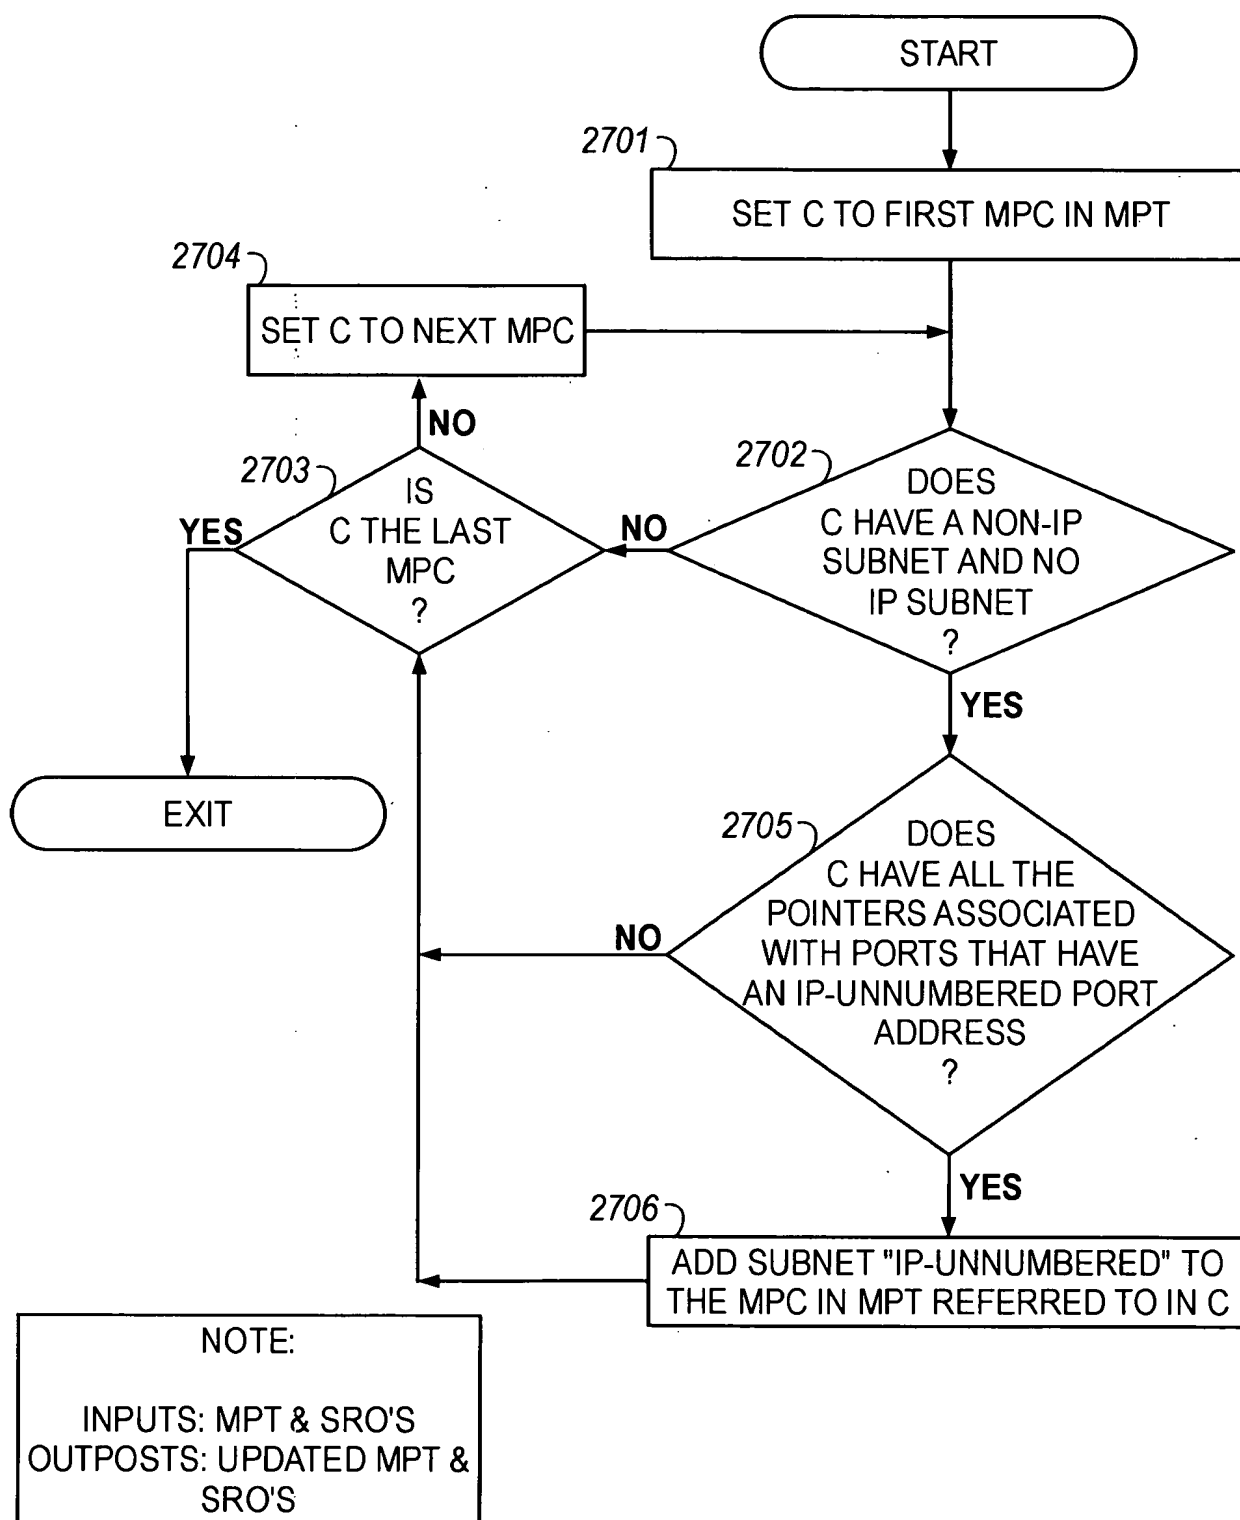 START
2701
SET C TO FIRST MPC IN MPT
2704
SET C TO NEXT MPC
NO
2703
IS
C THE LAST
MPC
?
YES
NO
2702
DOES
C HAVE A NON-IP
SUBNET AND NO
IP SUBNET
?
YES
EXIT
2705
DOES
C HAVE ALL THE
POINTERS ASSOCIATED
WITH PORTS THAT HAVE
AN IP-UNNUMBERED PORT
ADDRESS
?
NO
YES
2706
ADD SUBNET "IP-UNNUMBERED" TO
THE MPC IN MPT REFERRED TO IN C
NOTE:
INPUTS: MPT & SRO'S
OUTPOSTS: UPDATED MPT &
SRO'S